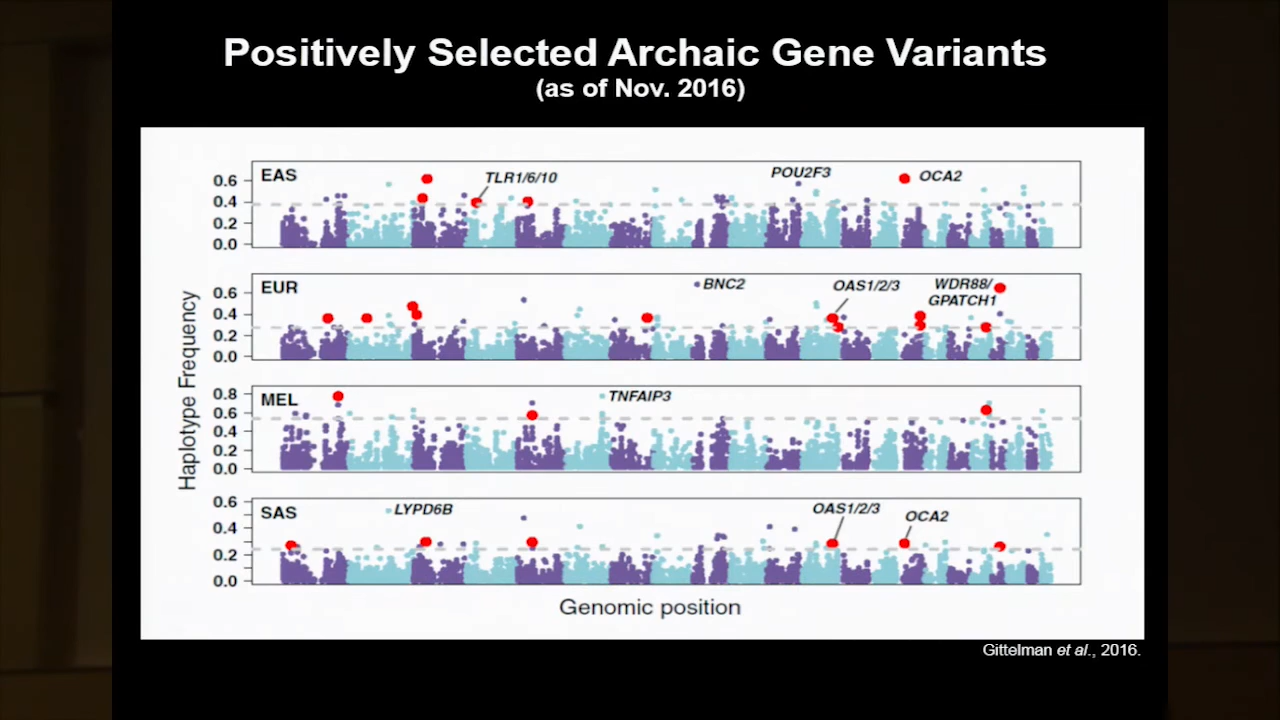 Positively Selected Archaic Gene Variants
(as of Nov. 2016)
Haplotype Frequency
EAS
0.6
0.4
0.2
0.0
TLR1/6/10
POU2F3
OCA2
EUR
0.6
0.4
0.2
0.0
BNC2
OAS1/2/3
WDR88/
GPATCH1
MEL
0.8
0.6
0.4
0.2
0.0
TNFAIP3
SAS
0.6
0.4
0.2
0.0
LYPD6B
OAS1/2/3
OCA2
Genomic position
Gittelman et al., 2016.